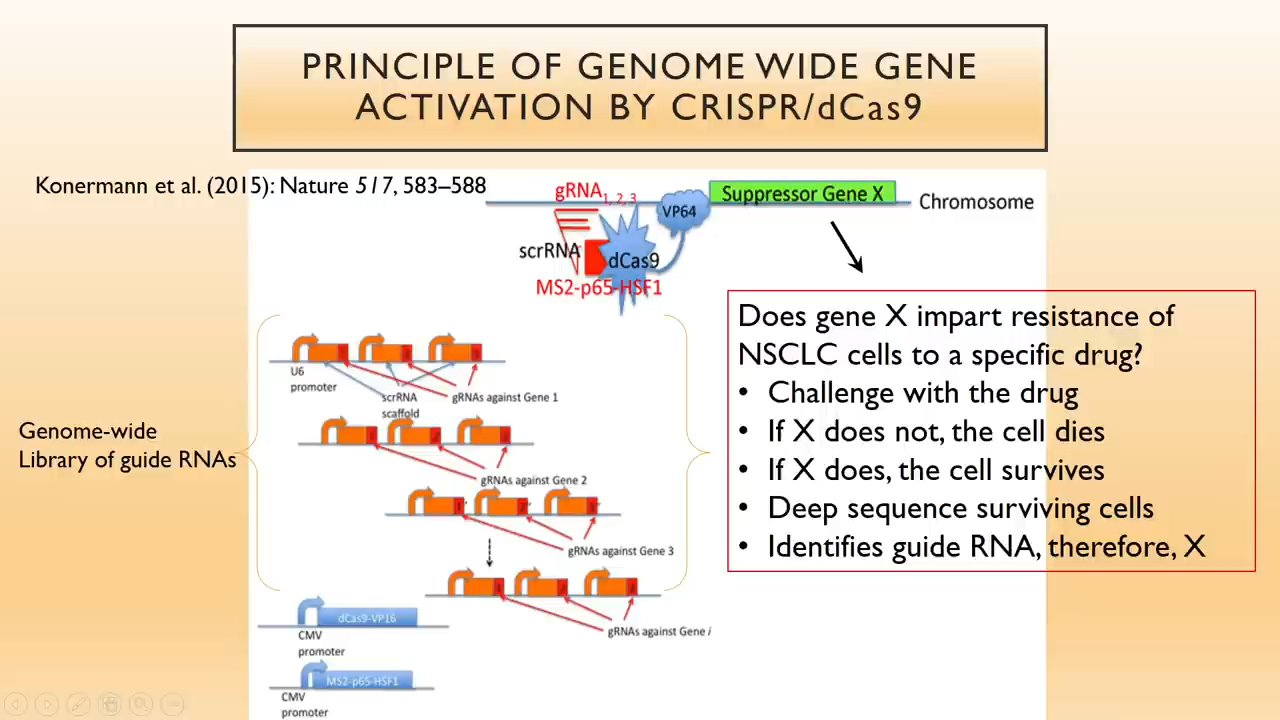 PRINCIPLE OF GENOME WIDE GENE
ACTIVATION BY CRISPR/dCas9
Konermann et al. (2015): Nature 517, 583–588
gRNA1, 2, 3
VP64
Suppressor Gene X
Chromosome
scrRNA
dCas9
MS2-p65-HSF1
Does gene X impart resistance of
NSCLC cells to a specific drug?
• Challenge with the drug
• If X does not, the cell dies
• If X does, the cell survives
• Deep sequence surviving cells
• Identifies guide RNA, therefore, X
Genome-wide
Library of guide RNAs
U6
promoter
scrRNA
scaffold
gRNAs against Gene 1
gRNAs against Gene 2
gRNAs against Gene 3
gRNAs against Gene i
dCas9-VP16
CMV
promoter
MS2-p65-HSF1
CMV
promoter